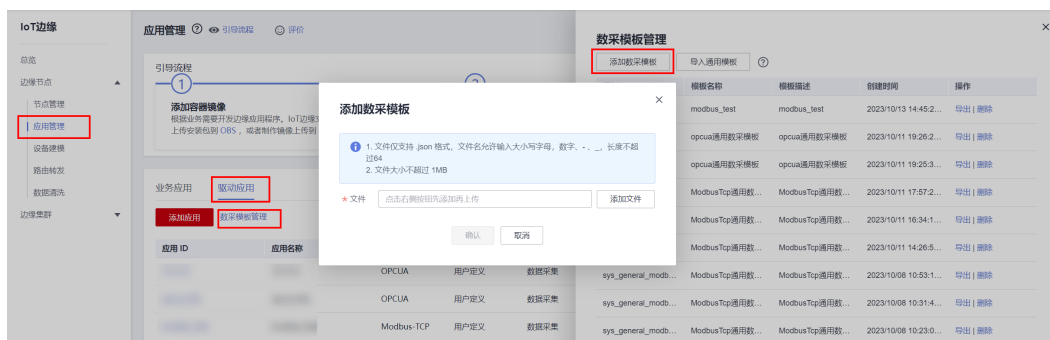 IoT边缘
总览
边缘节点
节点管理
应用管理
设备建模
路由转发
数据清洗
边缘集群
应用管理 ? 引导流程 评价
引导流程
1
2
添加容器镜像
根据业务需要开发边缘应用程序，IoT边缘
上传安装包到 OBS ，或者制作镜像上传到
业务应用 驱动应用
添加应用 数采模板管理
应用 ID 应用名称
OPCUA 用户定义 数据采集
OPCUA 用户定义 数据采集
Modbus-TCP 用户定义 数据采集
添加数采模板 ×
1. 文件仅支持 .json 格式，文件名允许输入大小写字母，数字、-、_，长度不超
过64
2. 文件大小不超过 1MB
* 文件 点击右侧按钮先添加再上传 添加文件
确认 取消
×
数采模板管理
添加数采模板 导入通用模板 ?
模板名称 模板描述 创建时间 操作
modbus_test modbus_test 2023/10/13 14:45:2... 导出 | 删除
opcua通用数采模板 opcua通用数采模板 2023/10/11 19:26:2... 导出 | 删除
opcua通用数采模板 opcua通用数采模板 2023/10/11 19:25:3... 导出 | 删除
ModbusTcp通用数... ModbusTcp通用数... 2023/10/11 17:57:2... 导出 | 删除
ModbusTcp通用数... ModbusTcp通用数... 2023/10/11 16:34:1... 导出 | 删除
ModbusTcp通用数... ModbusTcp通用数... 2023/10/11 14:26:5... 导出 | 删除
sys_general_modb... ModbusTcp通用数... ModbusTcp通用数... 2023/10/08 10:53:1... 导出 | 删除
sys_general_modb... ModbusTcp通用数... ModbusTcp通用数... 2023/10/08 10:31:4... 导出 | 删除
sys_general_modb... ModbusTcp通用数... ModbusTcp通用数... 2023/10/08 10:23:0... 导出 | 删除